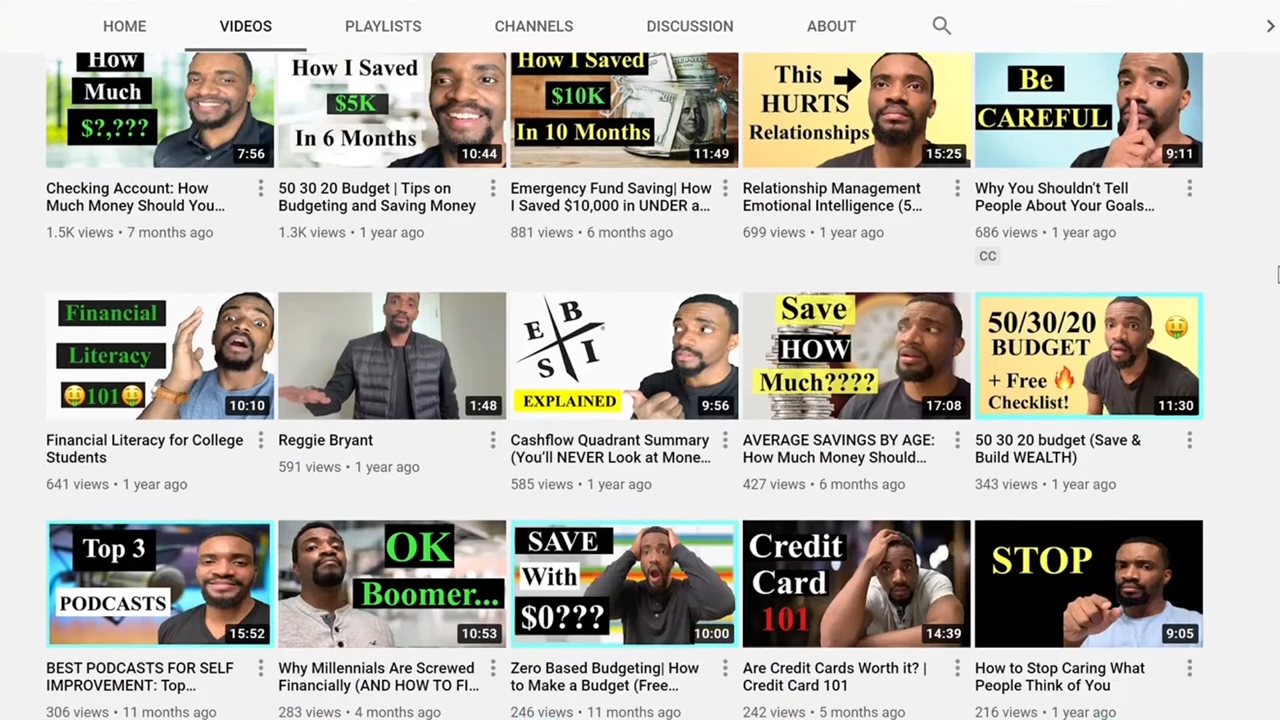 HOME
VIDEOS
PLAYLISTS
CHANNELS
DISCUSSION
ABOUT
How
Much
$?,???
7:56
How I Saved
$5K
In 6 Months
10:44
How I Saved
$10K
In 10 Months
11:49
This
HURTS
Relationships
15:25
Be
CAREFUL
9:11
Checking Account: How
Much Money Should You...
1.5K views • 7 months ago
50 30 20 Budget | Tips on
Budgeting and Saving Money
1.3K views • 1 year ago
Emergency Fund Saving| How
I Saved $10,000 in UNDER a...
881 views • 6 months ago
Relationship Management
Emotional Intelligence (5...
699 views • 1 year ago
Why You Shouldn't Tell
People About Your Goals...
686 views • 1 year ago
CC
Financial
Literacy
101
10:10
1:48
E B
S I
EXPLAINED
9:56
Save
HOW
Much????
17:08
50/30/20
BUDGET
+ Free
Checklist!
11:30
Financial Literacy for College
Students
641 views • 1 year ago
Reggie Bryant
591 views • 1 year ago
Cashflow Quadrant Summary
(You'll NEVER Look at Mone...
585 views • 1 year ago
AVERAGE SAVINGS BY AGE:
How Much Money Should...
427 views • 6 months ago
50 30 20 budget (Save &
Build WEALTH)
343 views • 1 year ago
Top 3
PODCASTS
15:52
OK
Boomer...
10:53
SAVE
With
$0???
10:00
Credit
Card
101
14:39
STOP
9:05
BEST PODCASTS FOR SELF
IMPROVEMENT: Top...
306 views • 11 months ago
Why Millennials Are Screwed
Financially (AND HOW TO FI...
283 views • 4 months ago
Zero Based Budgeting| How
to Make a Budget (Free...
246 views • 11 months ago
Are Credit Cards Worth it? |
Credit Card 101
242 views • 5 months ago
How to Stop Caring What
People Think of You
216 views • 1 year ago